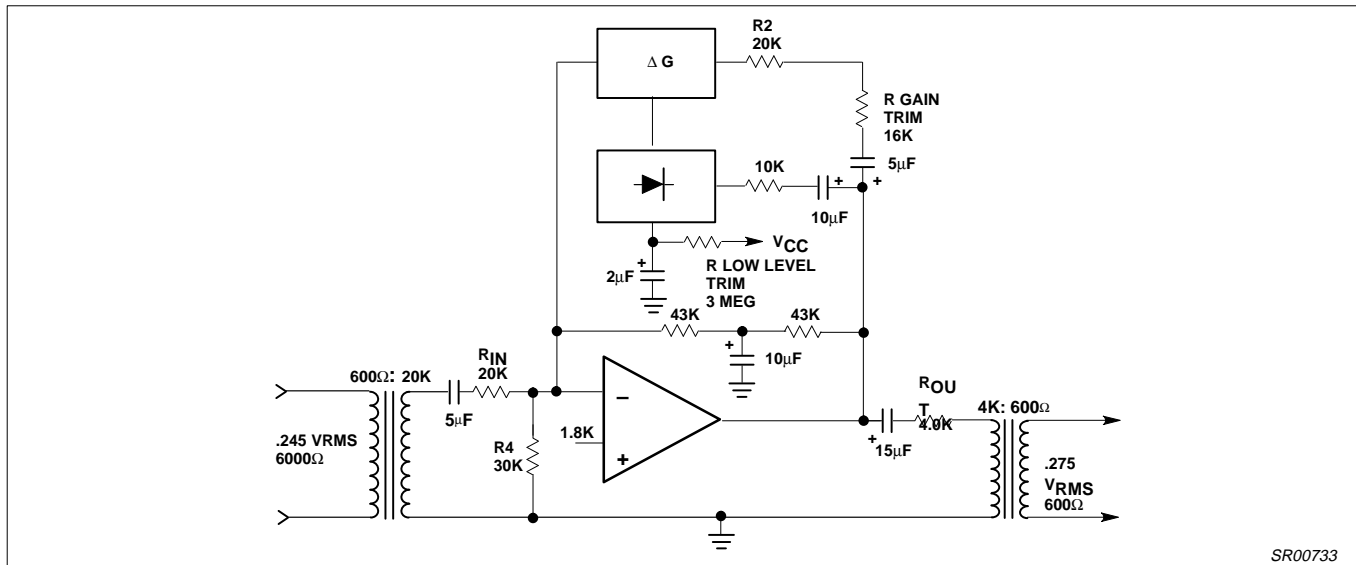 R2
20K
Δ G
R GAIN
TRIM
16K
5µF
+
10K
+
10µF
VCC
+
2µF
R LOW LEVEL
TRIM
3 MEG
43K
43K
+
10µF
RIN
20K
600Ω: 20K
5µF
ROU
T
4.0K
4K: 600Ω
–
1.8K
+
+
15µF
R4
30K
.245 VRMS
6000Ω
.275
VRMS
600Ω
SR00733